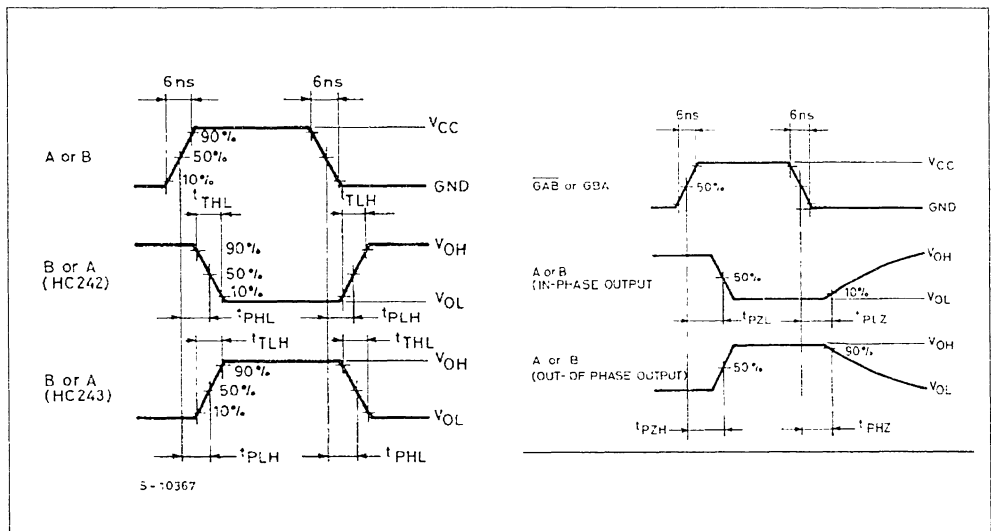 6ns
6ns
VCC
90%
A or B
50%
10%
GND
tTHL
tTLH
VOH
90%
B or A
(HC242)
50%
10%
VOL
tPHL
tPLH
tTLH
tTHL
VOH
90%
B or A
(HC243)
50%
10%
VOL
tPLH
tPHL
S-10367
6ns
6ns
VCC
GAB or GBA
50%
GND
VOH
A or B
(IN-PHASE OUTPUT
50%
10%
VOL
tPZL
tPLZ
VOH
90%
A or B
(OUT-OF PHASE OUTPUT)
50%
VOL
tPZH
tPHZ